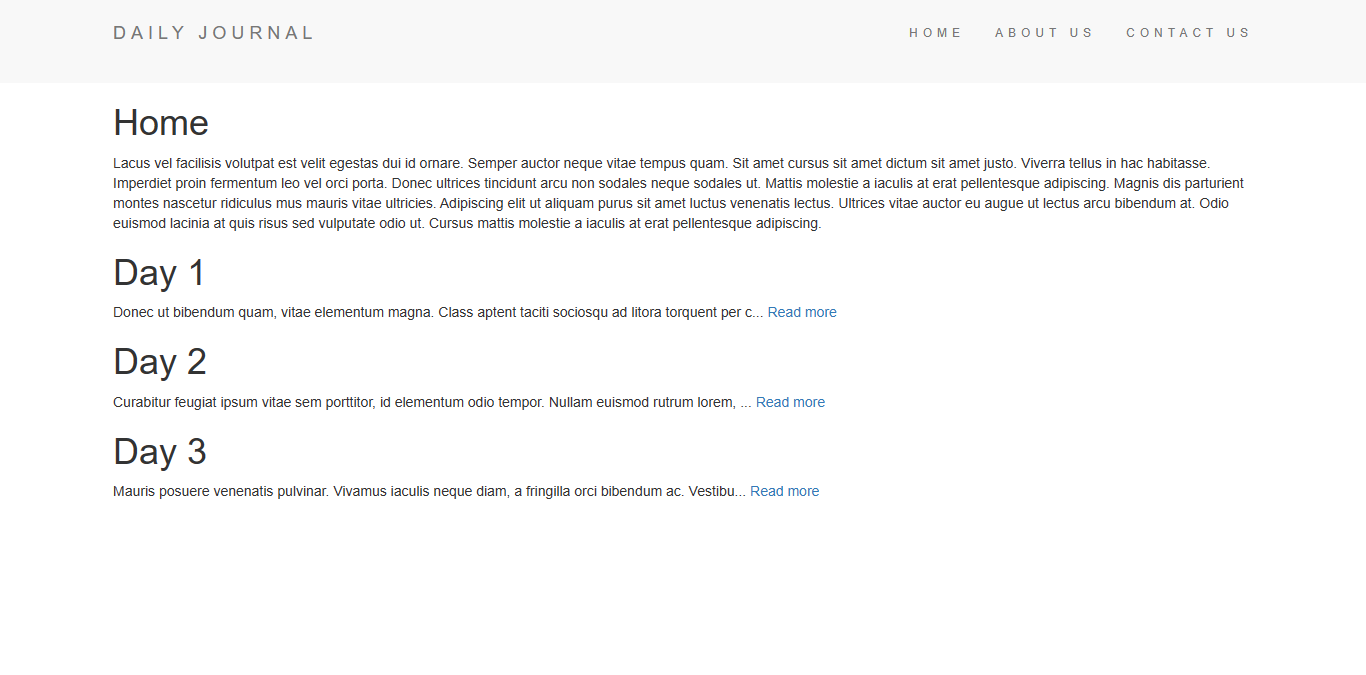 DAILY JOURNAL
HOME ABOUT US CONTACT US
Home
Lacus vel facilisis volutpat est velit egestas dui id ornare. Semper auctor neque vitae tempus quam. Sit amet cursus sit amet dictum sit amet justo. Viverra tellus in hac habitasse.
Imperdiet proin fermentum leo vel orci porta. Donec ultrices tincidunt arcu non sodales neque sodales ut. Mattis molestie a iaculis at erat pellentesque adipiscing. Magnis dis parturient
montes nascetur ridiculus mus mauris vitae ultricies. Adipiscing elit ut aliquam purus sit amet luctus venenatis lectus. Ultrices vitae auctor eu augue ut lectus arcu bibendum at. Odio
euismod lacinia at quis risus sed vulputate odio ut. Cursus mattis molestie a iaculis at erat pellentesque adipiscing.
Day 1
Donec ut bibendum quam, vitae elementum magna. Class aptent taciti sociosqu ad litora torquent per c... Read more
Day 2
Curabitur feugiat ipsum vitae sem porttitor, id elementum odio tempor. Nullam euismod rutrum lorem, ... Read more
Day 3
Mauris posuere venenatis pulvinar. Vivamus iaculis neque diam, a fringilla orci bibendum ac. Vestibu... Read more